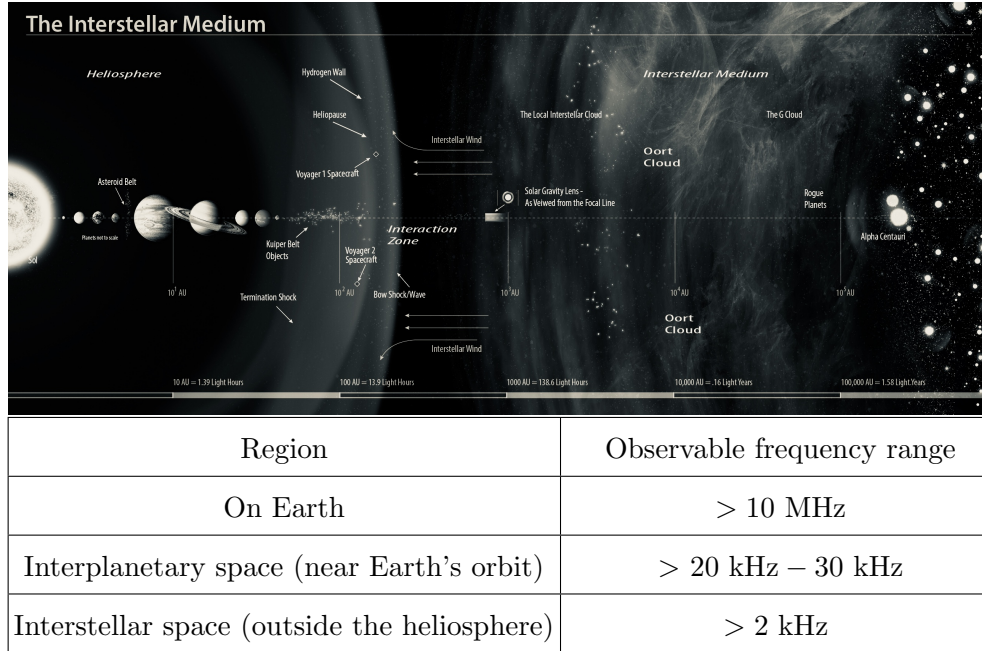 The Interstellar Medium
Heliosphere
Hydrogen Wall
Interstellar Medium
Heliopause
The Local Interstellar Cloud
The G Cloud
Interstellar Wind
Oort
Cloud
Voyager 1 Spacecraft
Asteroid Belt
Solar Gravity Lens -
As Veiwed from the Focal Line
Rogue
Planets
Planets not to scale
Interaction
Zone
Alpha Centauri
Kuiper Belt
Objects
Voyager 2
Spacecraft
Sol
10¹ AU
10² AU
Bow Shock/Wave
10³ AU
10⁴ AU
10⁵ AU
Termination Shock
Oort
Cloud
Interstellar Wind
10 AU = 1.39 Light Hours
100 AU = 13.9 Light Hours
1000 AU = 138.6 Light Hours
10,000 AU = .16 Light Years
100,000 AU = 1.58 Light Years
Region Observable frequency range
On Earth > 10 MHz
Interplanetary space (near Earth's orbit) > 20 kHz – 30 kHz
Interstellar space (outside the heliosphere) > 2 kHz